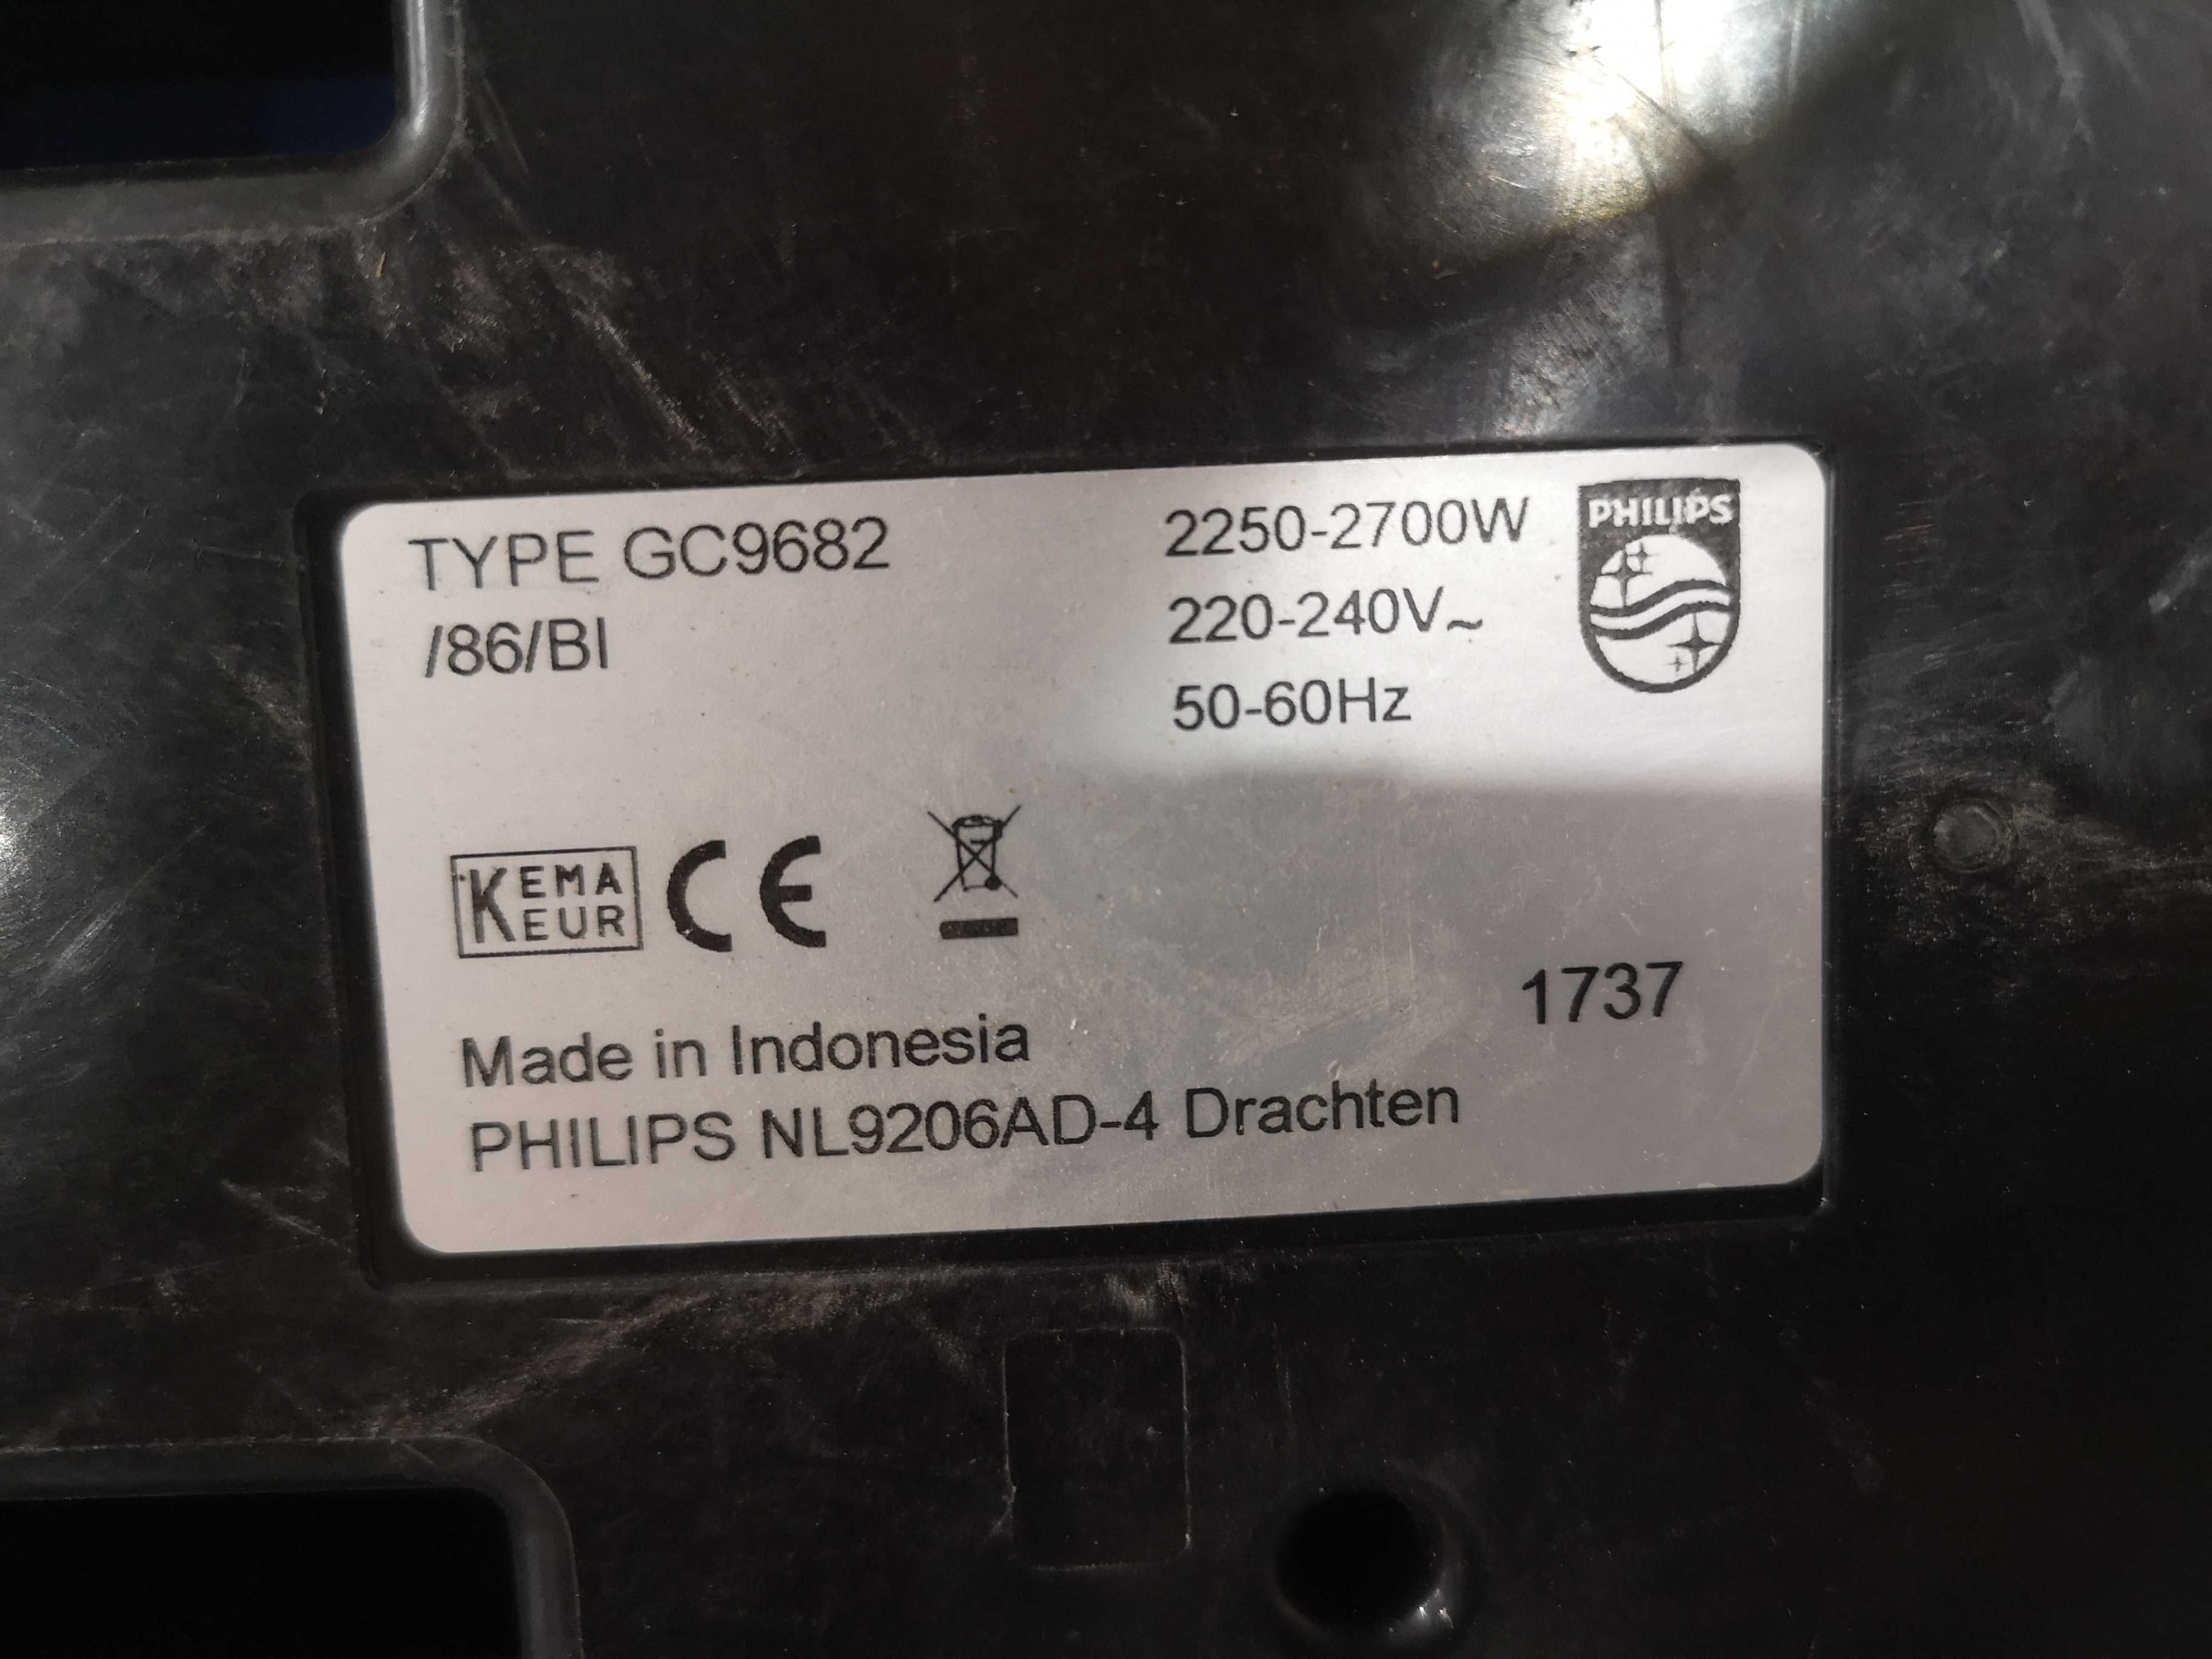 TYPE GC9682
/86/BI
2250-2700W
220-240V~
50-60Hz
PHILIPS
KEMA
KEUR
CE
1737
Made in Indonesia
PHILIPS NL9206AD-4 Drachten